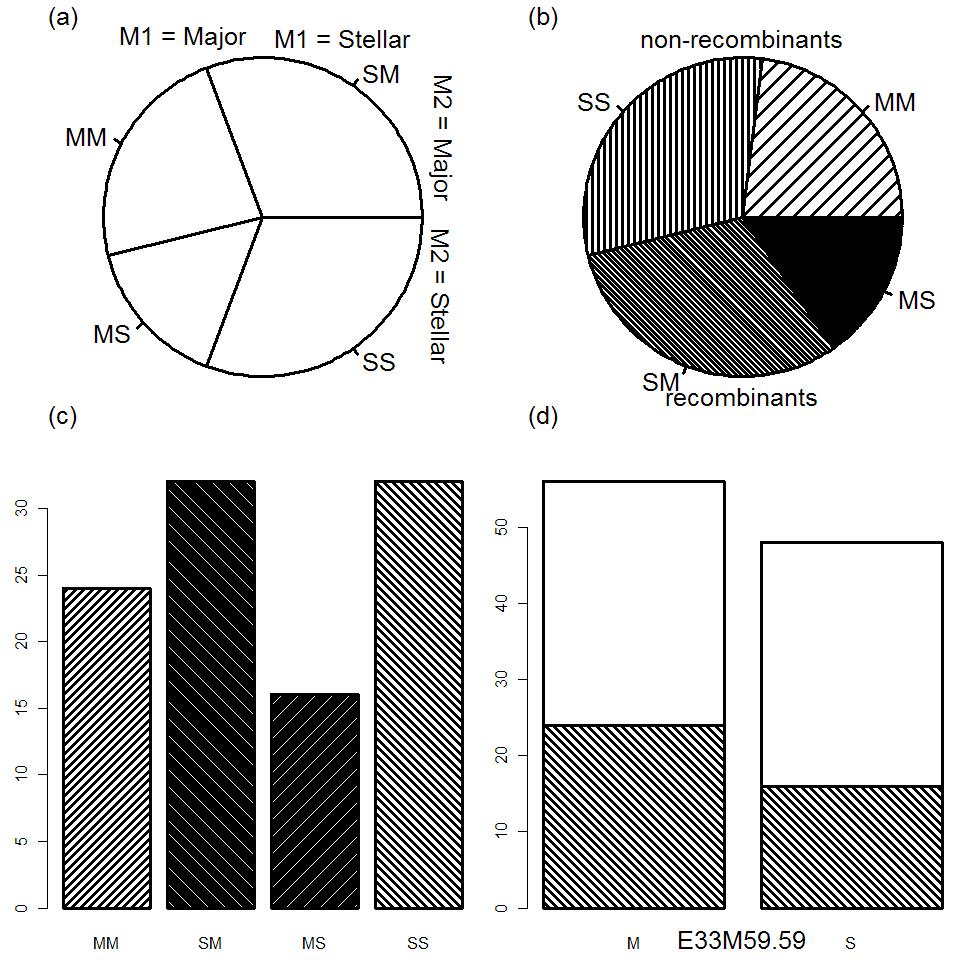 (a)
M1 = Major
M1 = Stellar
SM
M2 = Major
MM
M2 = Stellar
MS
SS
(b)
non-recombinants
SS
MM
MS
SM
recombinants
(c)
30
25
20
15
10
5
0
MM
SM
MS
SS
(d)
50
40
30
20
10
0
M
E33M59.59
S